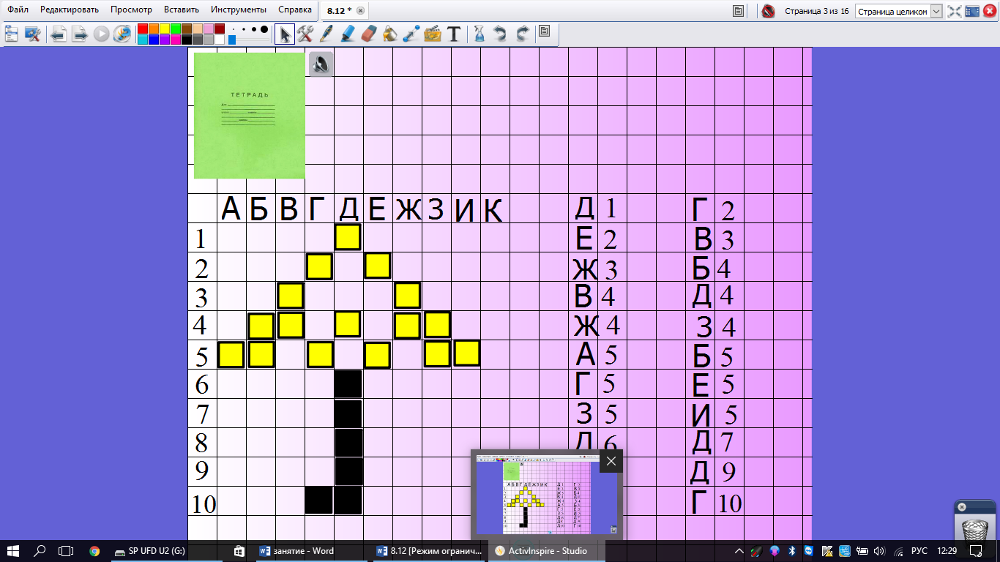 Файл Редактировать Просмотр Вставить Инструменты Справка 8.12 * Страница 3 из 16 Страница целиком
ТЕТРАДЬ
А Б В Г Д Е Ж З И К Д 1 Г 2
1 Е 2 В 3
2 Ж 3 Б 4
3 В 4 Д 4
4 Ж 4 З 4
5 А 5 Б 5
6 Г 5 Е 5
7 З 5 И 5
8 Д 6 Д 7
9 Д 9
10 Г 10
SP UFD U2 (G:) занятие - Word 8.12 [Режим огранич... ActivInspire - Studio РУС 12:29